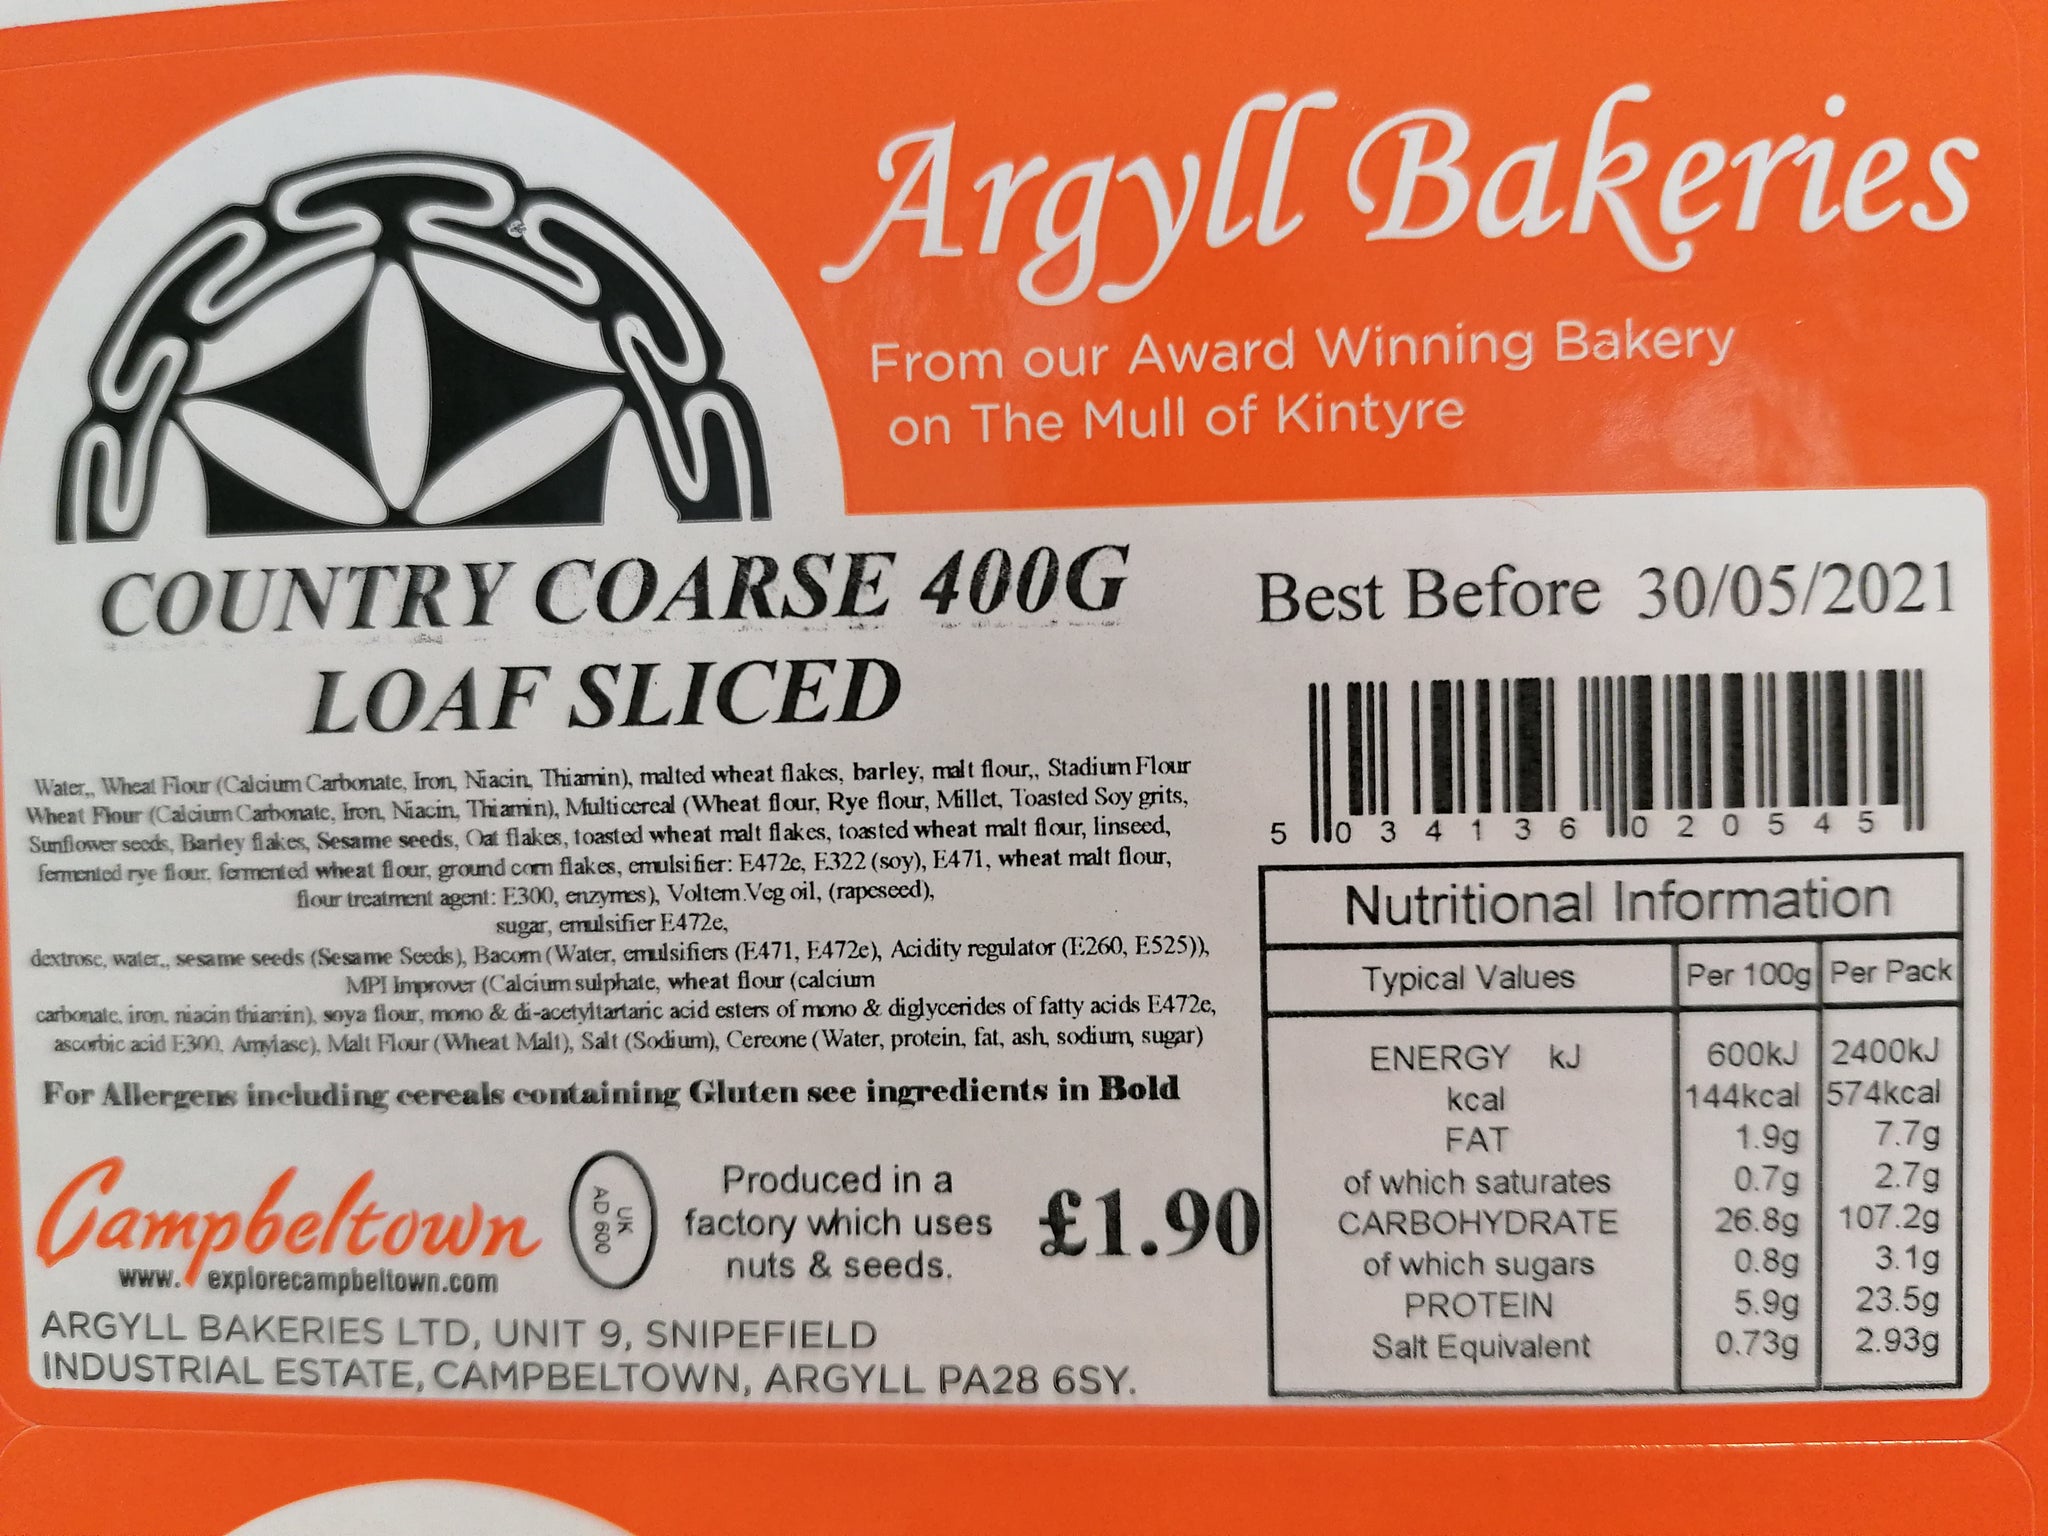 Argyll Bakeries
From our Award Winning Bakery
on The Mull of Kintyre
COUNTRY COARSE 400G
LOAF SLICED
Water,, Wheat Flour (Calcium Carbonate, Iron, Niacin, Thiamin), malted wheat flakes, barley, malt flour,, Stadium Flour
Wheat Flour (Calcium Carbonate, Iron, Niacin, Thiamin), Multicereal (Wheat flour, Rye flour, Millet, Toasted Soy grits,
Sunflower seeds, Barley flakes, Sesame seeds, Oat flakes, toasted wheat malt flakes, toasted wheat malt flour, linseed,
fermented rye flour, fermented wheat flour, ground corn flakes, emulsifier: E472e, E322 (soy), E471, wheat malt flour,
flour treatment agent: E300, enzymes), Voltem.Veg oil, (rapeseed),
sugar, emulsifier E472e,
dextrose, water,, sesame seeds (Sesame Seeds), Bacom (Water, emulsifiers (E471, E472e), Acidity regulator (E260, E525)),
MPI Improver (Calcium sulphate, wheat flour (calcium
carbonate, iron, niacin thiamin), soya flour, mono & di-acetyltartaric acid esters of mono & diglycerides of fatty acids E472e,
ascorbic acid E300, Amylase), Malt Flour (Wheat Malt), Salt (Sodium), Cereone (Water, protein, fat, ash, sodium, sugar)
For Allergens including cereals containing Gluten see ingredients in Bold
Campbeltown
www. explorecampbeltown.com
UK
AD 600
Produced in a
factory which uses
nuts & seeds.
£1.90
ARGYLL BAKERIES LTD, UNIT 9, SNIPEFIELD
INDUSTRIAL ESTATE, CAMPBELTOWN, ARGYLL PA28 6SY.
Best Before 30/05/2021
5 034136 020545
Nutritional Information
Typical Values Per 100g Per Pack
ENERGY kJ 600kJ 2400kJ
kcal 144kcal 574kcal
FAT 1.9g 7.7g
of which saturates 0.7g 2.7g
CARBOHYDRATE 26.8g 107.2g
of which sugars 0.8g 3.1g
PROTEIN 5.9g 23.5g
Salt Equivalent 0.73g 2.93g